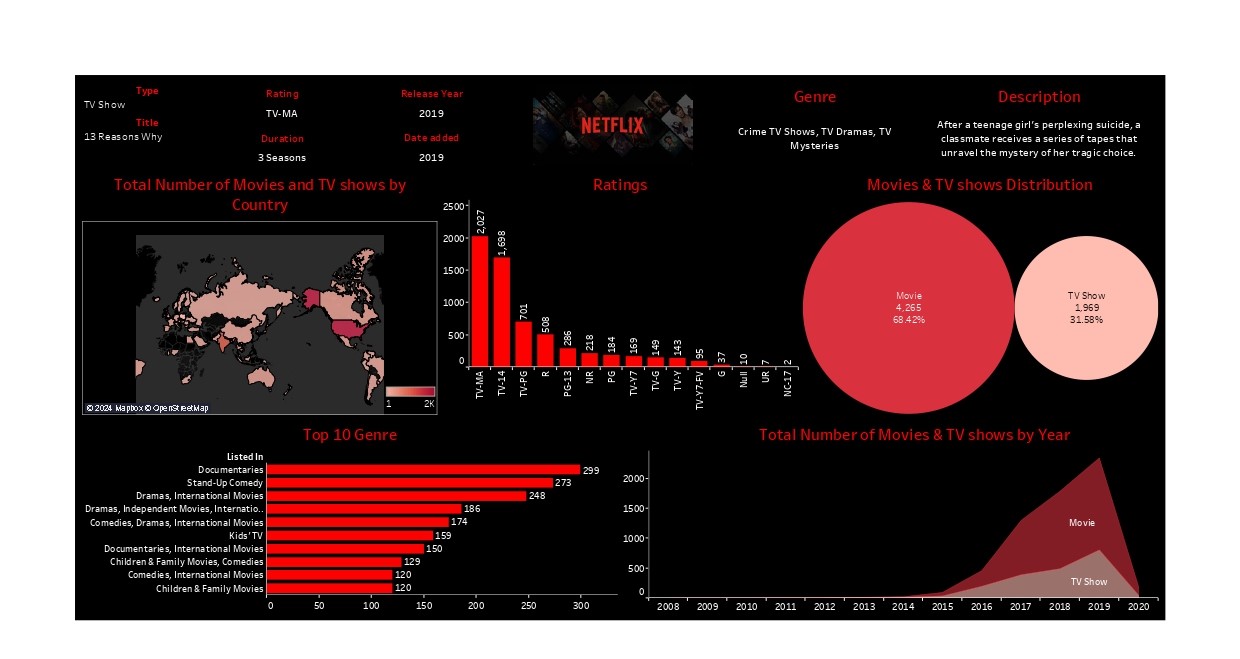 Type
TV Show
Title
13 Reasons Why
Rating
TV-MA
Duration
3 Seasons
Release Year
2019
Date added
2019
NETFLIX
Genre
Crime TV Shows, TV Dramas, TV
Mysteries
Description
After a teenage girl's perplexing suicide, a
classmate receives a series of tapes that
unravel the mystery of her tragic choice.
Total Number of Movies and TV shows by
Country
1 2K
© 2024 Mapbox © OpenStreetMap
Ratings
2500
2000
1500
1000
500
0
2,027
1,698
701
508
286
218
184
169
149
143
95
37
10
7
2
TV-MA
TV-14
TV-PG
R
PG-13
NR
PG
TV-Y7
TV-G
TV-Y
TV-Y7-FV
G
Null
UR
NC-17
Movies & TV shows Distribution
Movie
4,265
68.42%
TV Show
1,969
31.58%
Top 10 Genre
Listed In
Documentaries 299
Stand-Up Comedy 273
Dramas, International Movies 248
Dramas, Independent Movies, Internatio.. 186
Comedies, Dramas, International Movies 174
Kids' TV 159
Documentaries, International Movies 150
Children & Family Movies, Comedies 129
Comedies, International Movies 120
Children & Family Movies 120
0 50 100 150 200 250 300
Total Number of Movies & TV shows by Year
2000
1500
1000
500
0
Movie
TV Show
2008 2009 2010 2011 2012 2013 2014 2015 2016 2017 2018 2019 2020